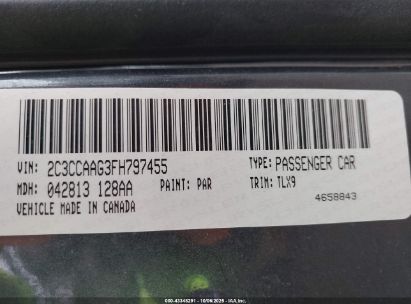 VIN: 2C3CCAAG3FH797455 TYPE: PASSENGER CAR
MDH: 042813 128AA PAINT: PAR TRIM: TLX9
VEHICLE MADE IN CANADA 4658843